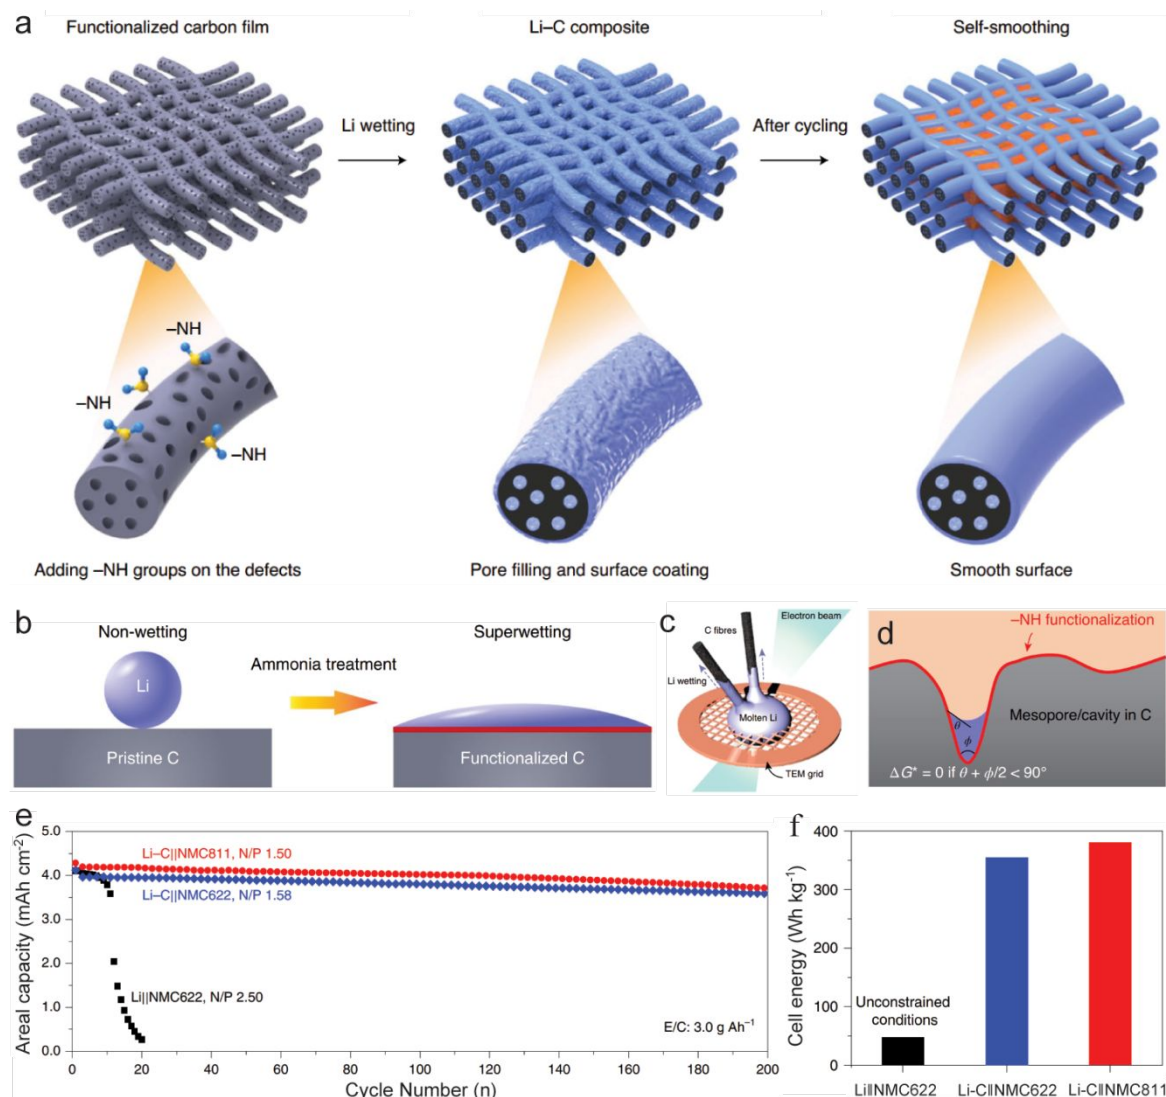 a
Functionalized carbon film
Li–C composite
Self-smoothing
Li wetting
After cycling
–NH
–NH
–NH
Adding –NH groups on the defects
Pore filling and surface coating
Smooth surface
b
Non-wetting
Superwetting
Ammonia treatment
Li
Pristine C
Functionalized C
c
Electron beam
C fibres
Li wetting
Molten Li
TEM grid
d
–NH functionalization
Mesopore/cavity in C
θ
ϕ
ΔG* = 0 if θ + ϕ/2 < 90°
e
Areal capacity (mAh cm⁻²)
5.0
4.0
3.0
2.0
1.0
0.0
Li–C||NMC811, N/P 1.50
Li–C||NMC622, N/P 1.58
Li||NMC622, N/P 2.50
E/C: 3.0 g Ah⁻¹
0 20 40 60 80 100 120 140 160 180 200
Cycle Number (n)
f
Cell energy (Wh kg⁻¹)
400
300
200
100
0
Unconstrained
conditions
Li||NMC622
Li-C||NMC622
Li-C||NMC811